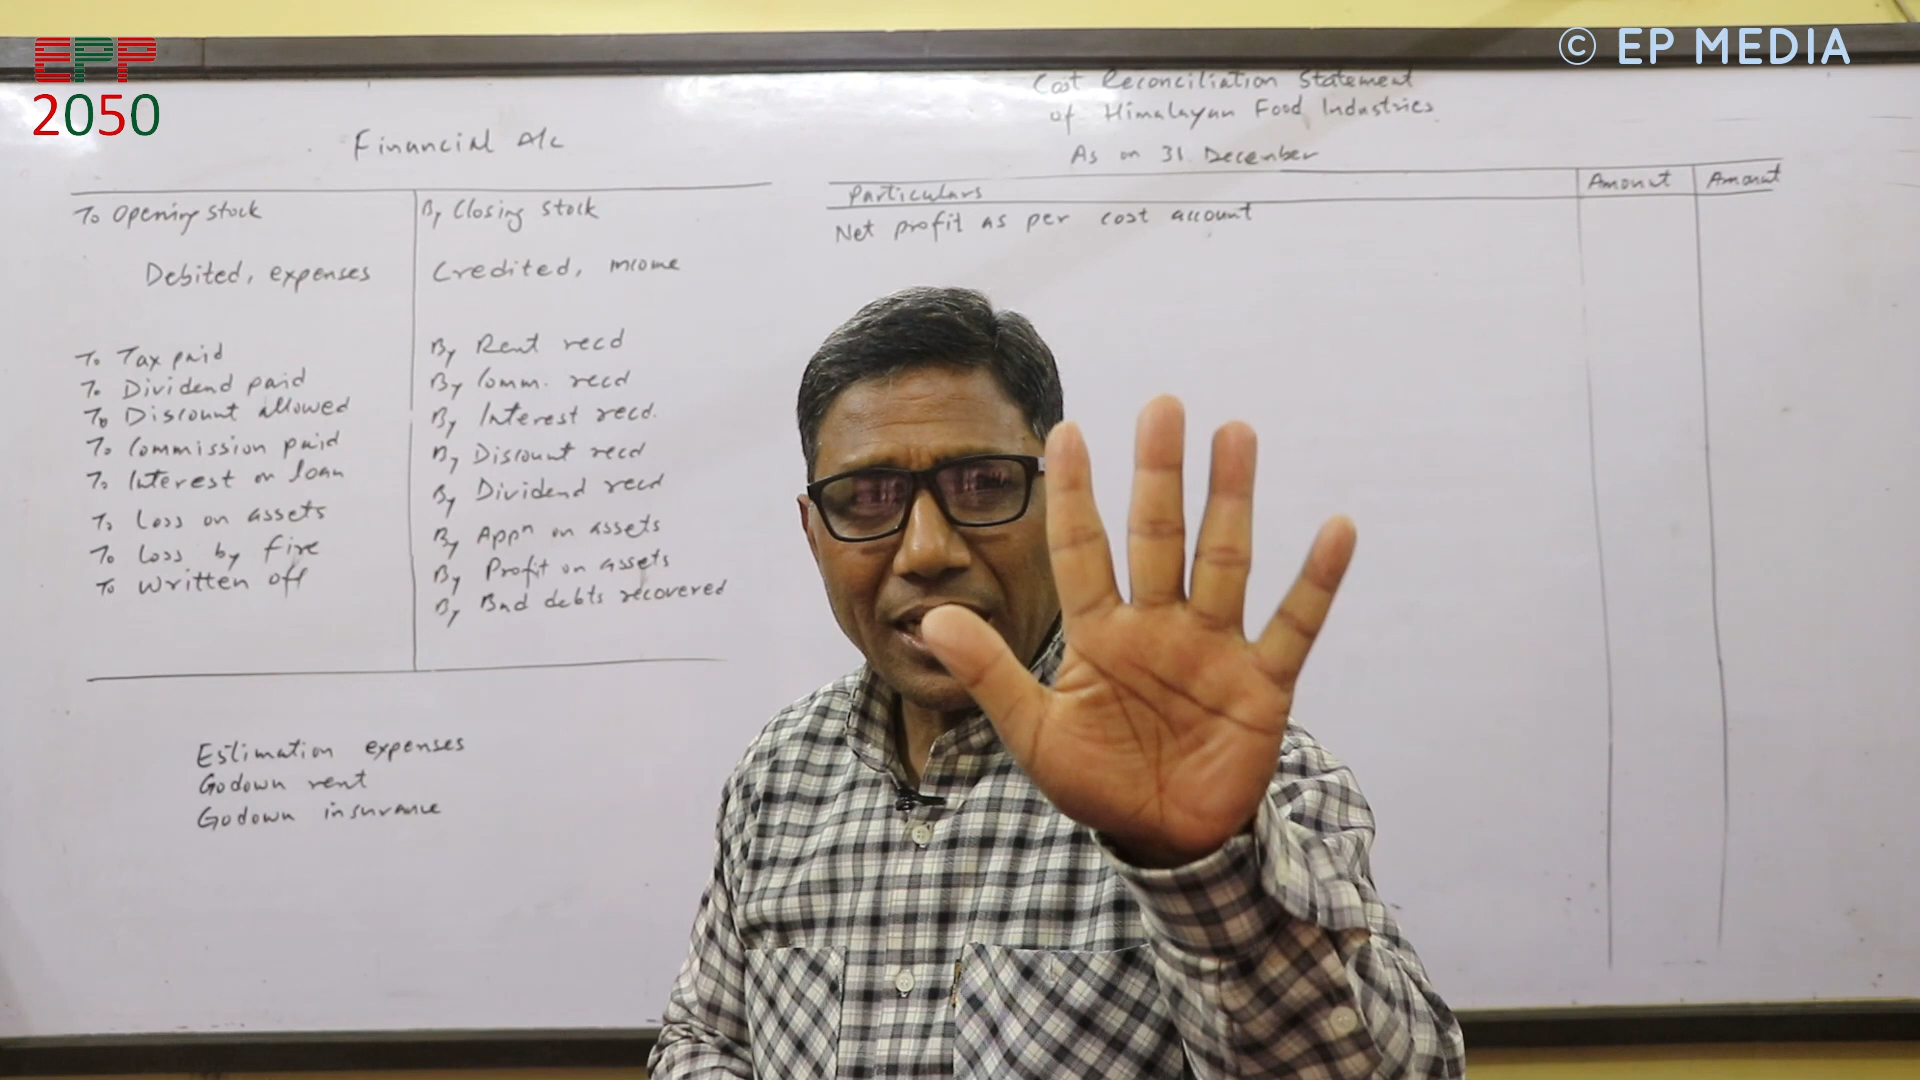 EPP
2050
© EP MEDIA
Financial A/c
To Opening stock
Debited, expenses
To Tax paid
To Dividend paid
To Discount allowed
To Commission paid
To Interest on loan
To Loss on assets
To Loss by fire
To Written off
By Closing stock
Credited, income
By Rent recd
By Comm. recd
By Interest recd.
By Discount recd
By Dividend recd
By Appⁿ on assets
By Profit on assets
By Bad debts recovered
Estimation expenses
Godown rent
Godown insurance
Cost Reconciliation Statement
of Himalayan Food Industries
As on 31 December
Particulars Amount Amount
Net profit as per cost account